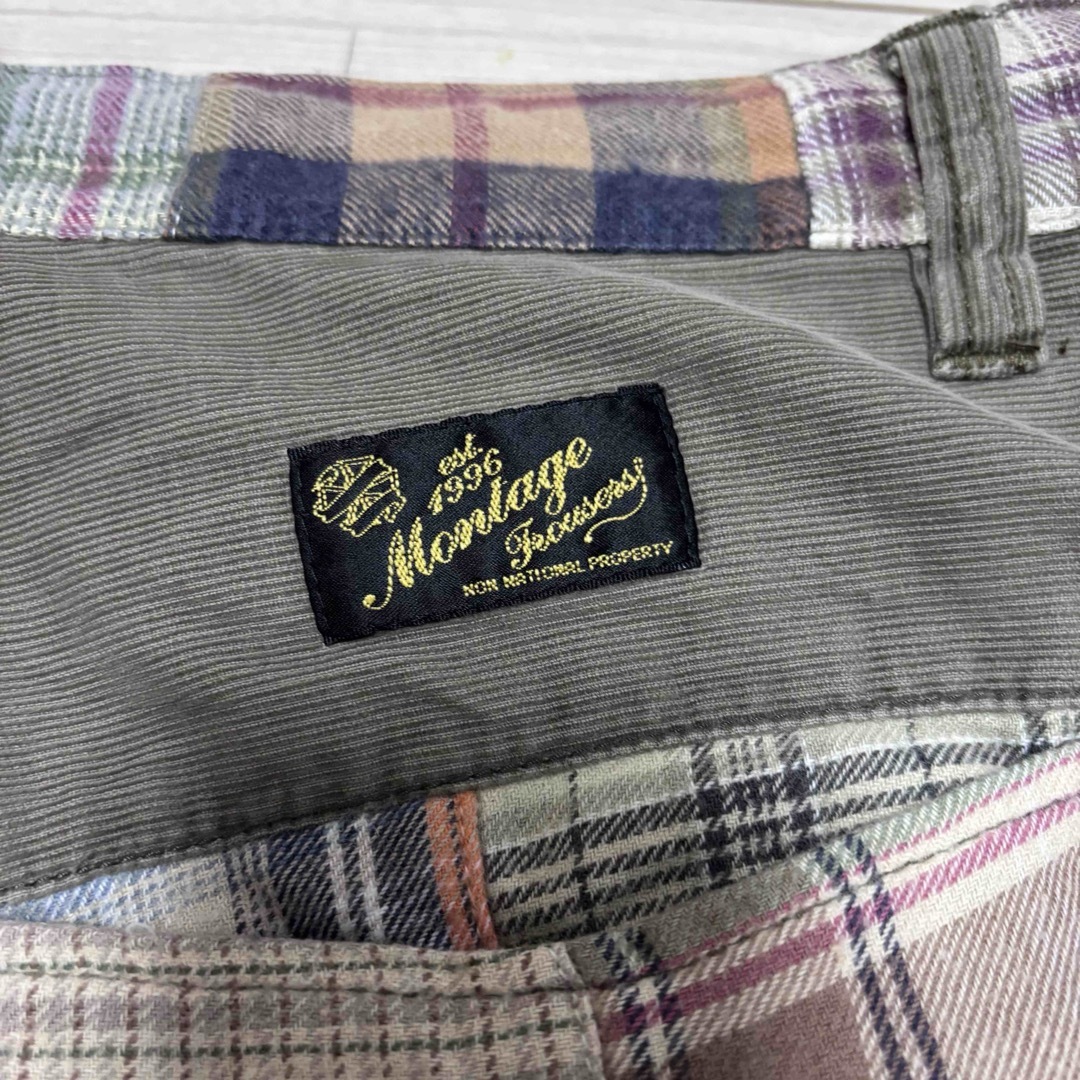 est.
1996
Montage
Trousers
NON NATIONAL PROPERTY